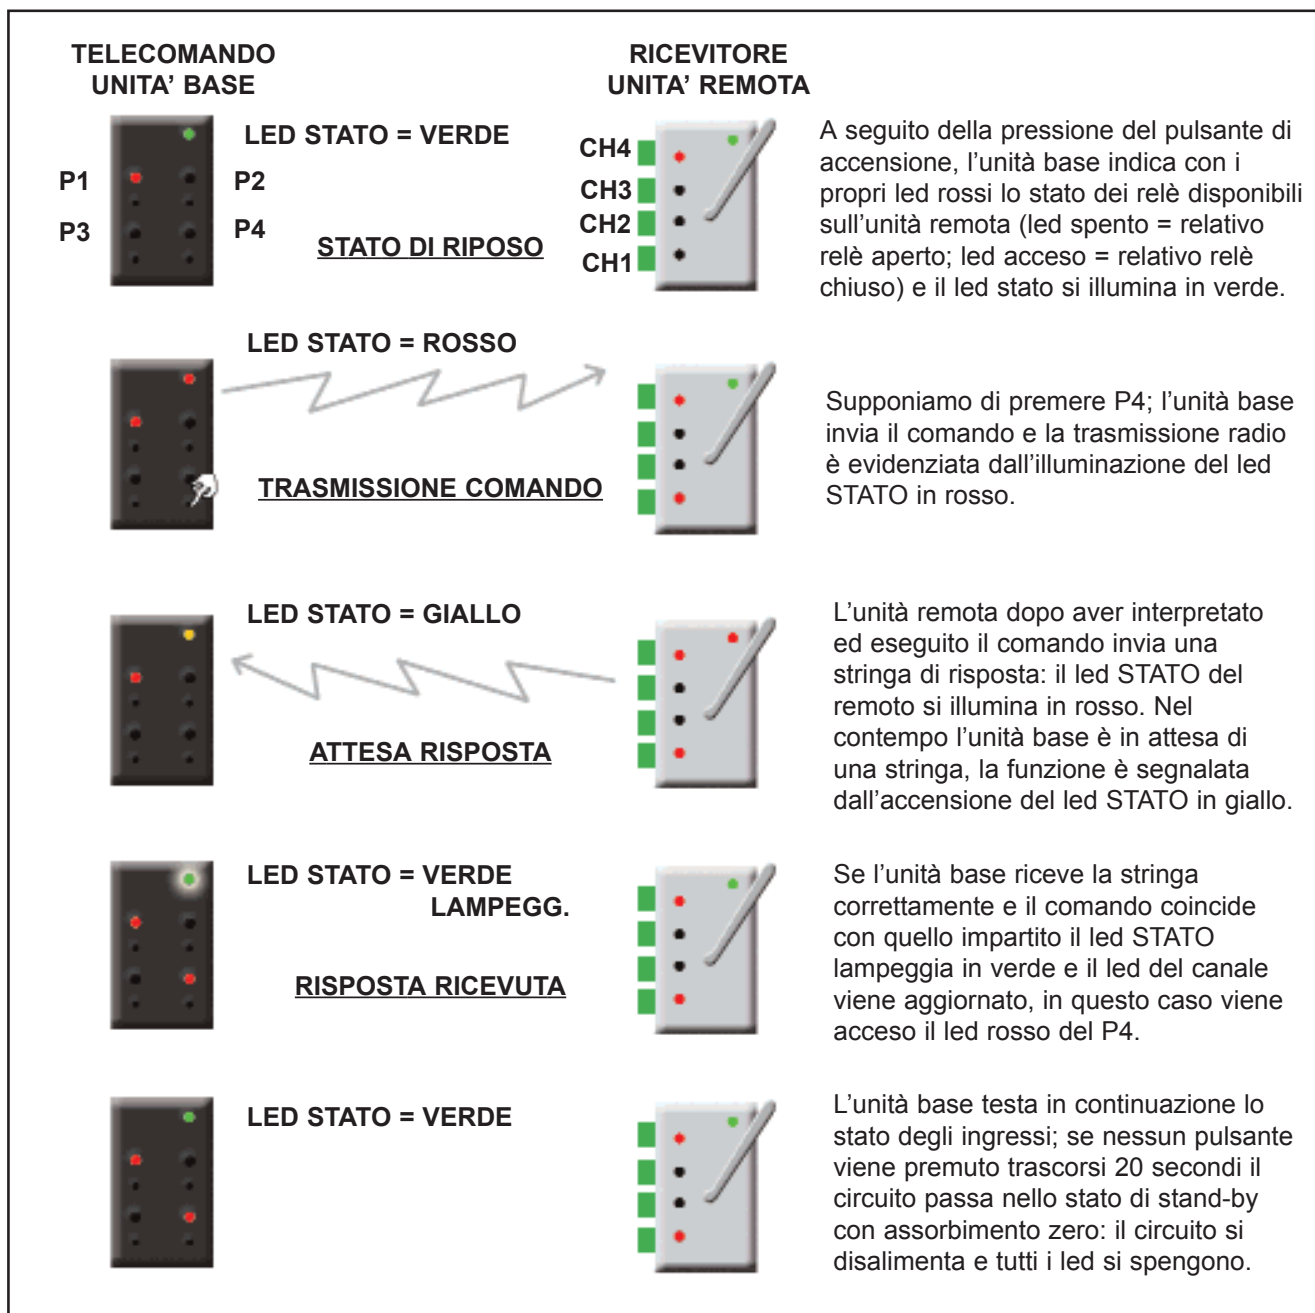 TELECOMANDO
UNITA' BASE
RICEVITORE
UNITA' REMOTA
LED STATO = VERDE
P1
P2
P3
P4
STATO DI RIPOSO
CH4
CH3
CH2
CH1
A seguito della pressione del pulsante di
accensione, l'unità base indica con i
propri led rossi lo stato dei relè disponibili
sull'unità remota (led spento = relativo
relè aperto; led acceso = relativo relè
chiuso) e il led stato si illumina in verde.
LED STATO = ROSSO
TRASMISSIONE COMANDO
Supponiamo di premere P4; l'unità base
invia il comando e la trasmissione radio
è evidenziata dall'illuminazione del led
STATO in rosso.
LED STATO = GIALLO
ATTESA RISPOSTA
L'unità remota dopo aver interpretato
ed eseguito il comando invia una
stringa di risposta: il led STATO del
remoto si illumina in rosso. Nel
contempo l'unità base è in attesa di
una stringa, la funzione è segnalata
dall'accensione del led STATO in giallo.
LED STATO = VERDE
LAMPEGG.
RISPOSTA RICEVUTA
Se l'unità base riceve la stringa
correttamente e il comando coincide
con quello impartito il led STATO
lampeggia in verde e il led del canale
viene aggiornato, in questo caso viene
acceso il led rosso del P4.
LED STATO = VERDE
L'unità base testa in continuazione lo
stato degli ingressi; se nessun pulsante
viene premuto trascorsi 20 secondi il
circuito passa nello stato di stand-by
con assorbimento zero: il circuito si
disalimenta e tutti i led si spengono.